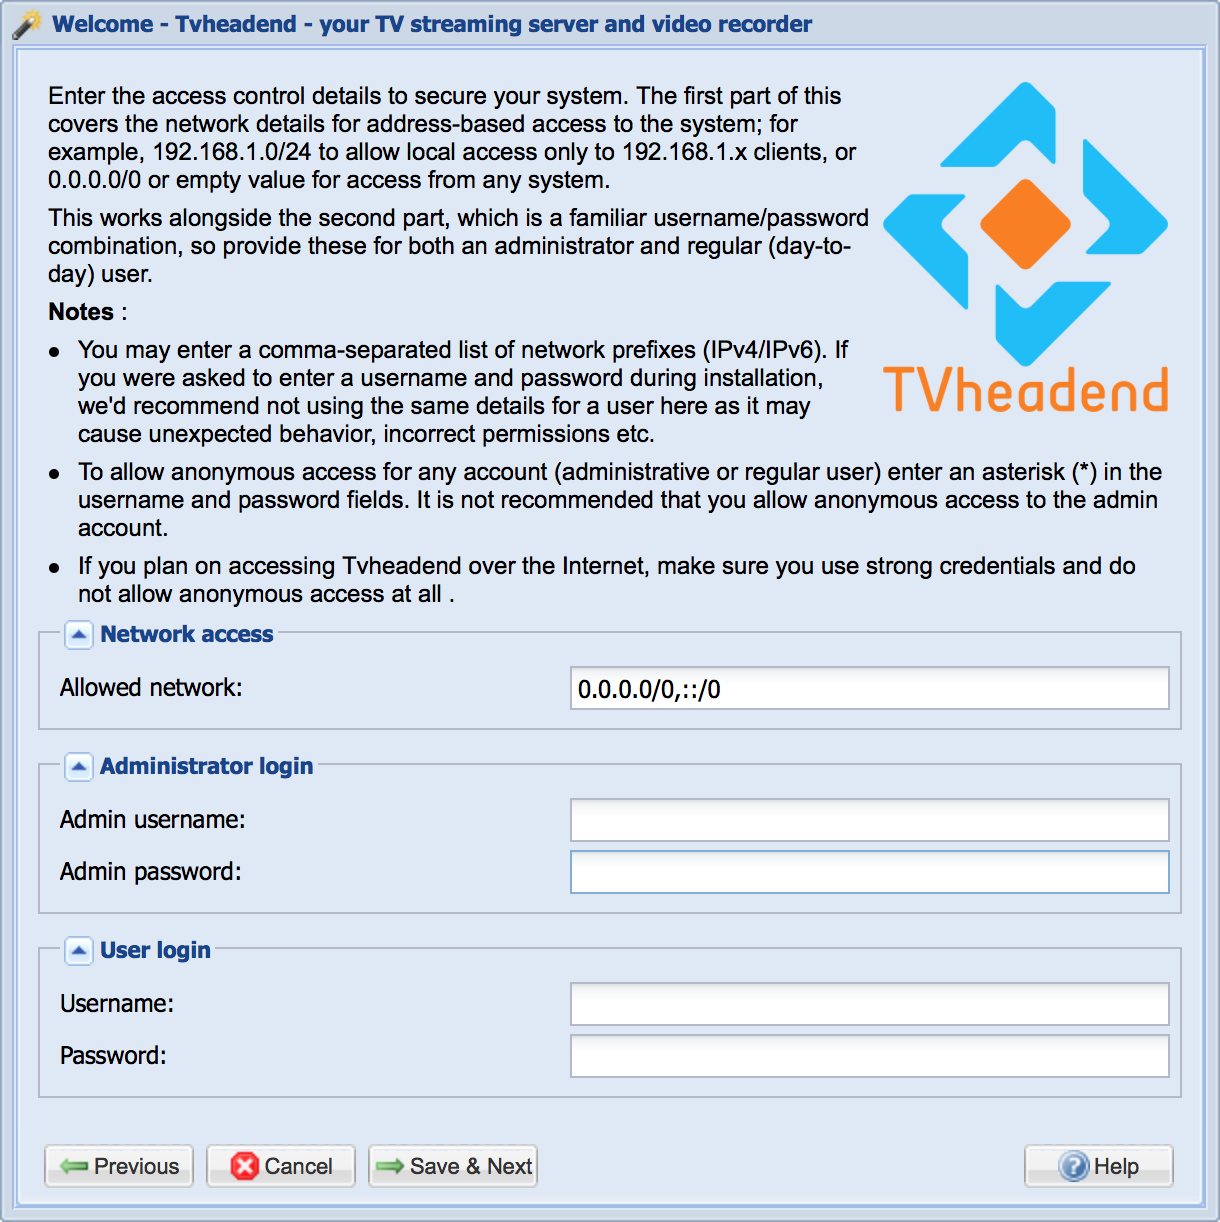 Welcome - Tvheadend - your TV streaming server and video recorder
Enter the access control details to secure your system. The first part of this
covers the network details for address-based access to the system; for
example, 192.168.1.0/24 to allow local access only to 192.168.1.x clients, or
0.0.0.0/0 or empty value for access from any system.
This works alongside the second part, which is a familiar username/password
combination, so provide these for both an administrator and regular (day-to-
day) user.
Notes :
You may enter a comma-separated list of network prefixes (IPv4/IPv6). If
you were asked to enter a username and password during installation,
we'd recommend not using the same details for a user here as it may
cause unexpected behavior, incorrect permissions etc.
TVheadend
To allow anonymous access for any account (administrative or regular user) enter an asterisk (*) in the
username and password fields. It is not recommended that you allow anonymous access to the admin
account.
If you plan on accessing Tvheadend over the Internet, make sure you use strong credentials and do
not allow anonymous access at all .
Network access
Allowed network: 0.0.0.0/0,::/0
Administrator login
Admin username:
Admin password:
User login
Username:
Password:
Previous Cancel Save & Next Help